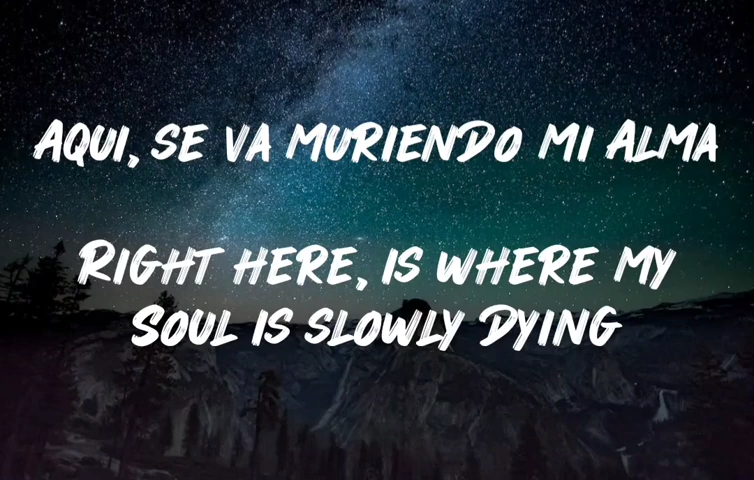 Aqui, se va muriendo mi Alma
Right here, is where my
Soul is slowly Dying